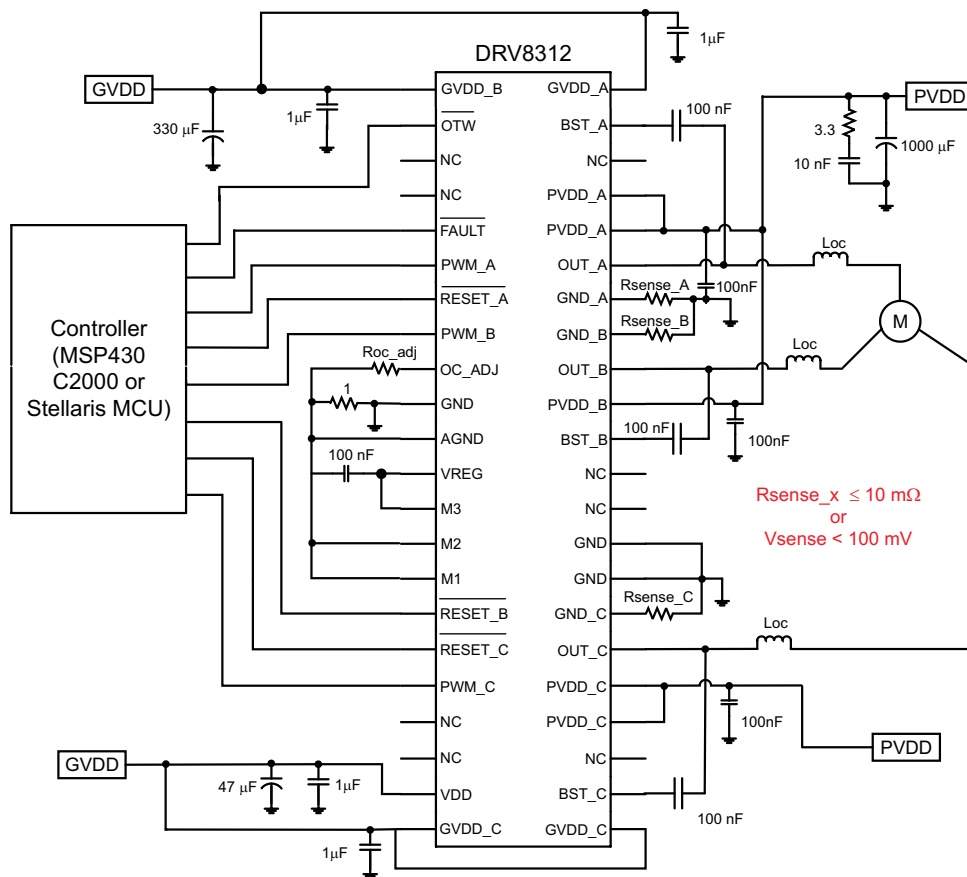 DRV8312
GVDD
330 μF
1μF
1μF
GVDD_B
OTW
NC
NC
FAULT
PWM_A
RESET_A
PWM_B
OC_ADJ
GND
AGND
VREG
M3
M2
M1
RESET_B
RESET_C
PWM_C
NC
NC
VDD
GVDD_C
GVDD_A
BST_A
NC
PVDD_A
PVDD_A
OUT_A
GND_A
GND_B
OUT_B
PVDD_B
BST_B
NC
NC
GND
GND
GND_C
OUT_C
PVDD_C
PVDD_C
NC
BST_C
GVDD_C
Controller
(MSP430
C2000 or
Stellaris MCU)
Roc_adj
1
100 nF
GVDD
47 μF
1μF
1μF
100 nF
PVDD
3.3
10 nF
1000 μF
Loc
100nF
Rsense_A
Rsense_B
M
Loc
100 nF
100nF
Rsense_x ≤ 10 mΩ
or
Vsense < 100 mV
Rsense_C
Loc
100nF
PVDD
100 nF